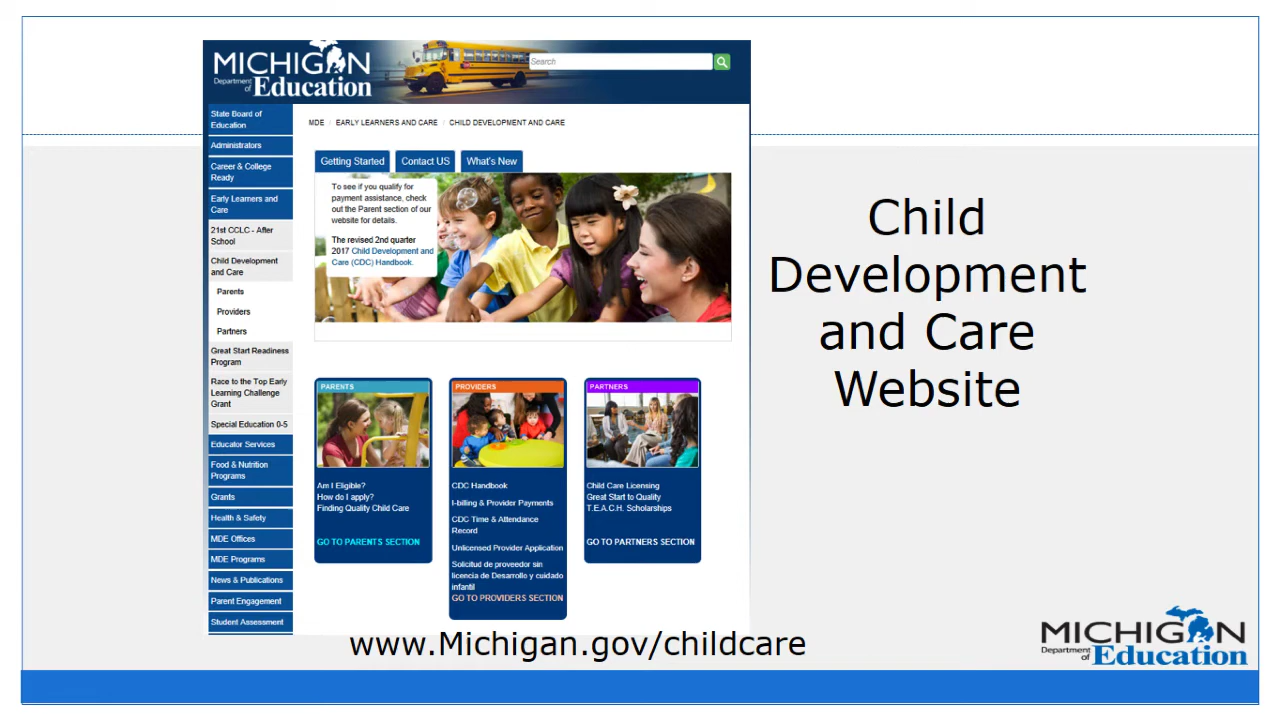 MICHIGAN
Department of Education
Search
State Board of
Education
Administrators
Career & College
Ready
Early Learners and
Care
21st CCLC - After
School
Child Development
and Care
Parents
Providers
Partners
Great Start Readiness
Program
Race to the Top Early
Learning Challenge
Grant
Special Education 0-5
Educator Services
Food & Nutrition
Programs
Grants
Health & Safety
MDE Offices
MDE Programs
News & Publications
Parent Engagement
Student Assessment
MDE / EARLY LEARNERS AND CARE / CHILD DEVELOPMENT AND CARE
Getting Started Contact US What's New
To see if you qualify for
payment assistance, check
out the Parent section of our
website for details.
The revised 2nd quarter
2017 Child Development and
Care (CDC) Handbook.
PARENTS
Am I Eligible?
How do I apply?
Finding Quality Child Care
GO TO PARENTS SECTION
PROVIDERS
CDC Handbook
I-billing & Provider Payments
CDC Time & Attendance
Record
Unlicensed Provider Application
Solicitud de proveedor sin
licencia de Desarrollo y cuidado
infantil
GO TO PROVIDERS SECTION
PARTNERS
Child Care Licensing
Great Start to Quality
T.E.A.C.H. Scholarships
GO TO PARTNERS SECTION
Child
Development
and Care
Website
www.Michigan.gov/childcare
MICHIGAN
Department of Education